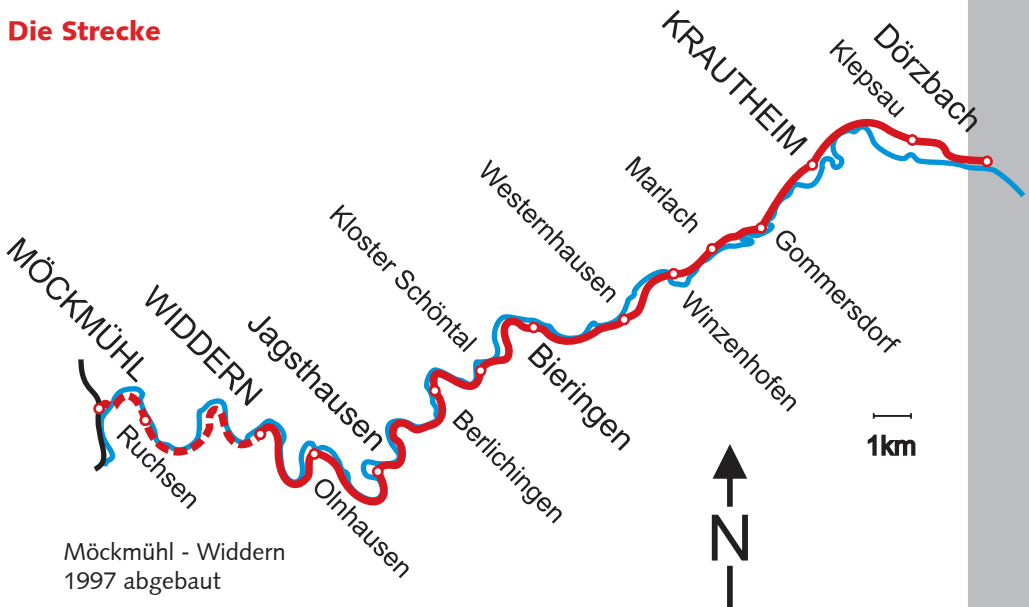 Die Strecke
MÖCKMÜHL
Ruchsen
WIDDERN
Olnhausen
Jagsthausen
Berlichingen
Kloster Schöntal
Bieringen
Westernhausen
Winzenhofen
Marlach
Gommersdorf
KRAUTHEIM
Klepsau
Dörzbach
1km
N
Möckmühl - Widdern
1997 abgebaut